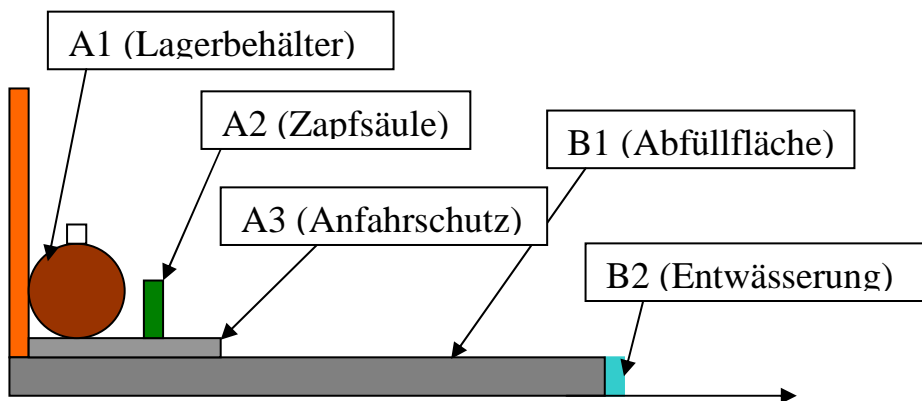 A1 (Lagerbehälter)
A2 (Zapfsäule)
B1 (Abfüllfläche)
A3 (Anfahrschutz)
B2 (Entwässerung)